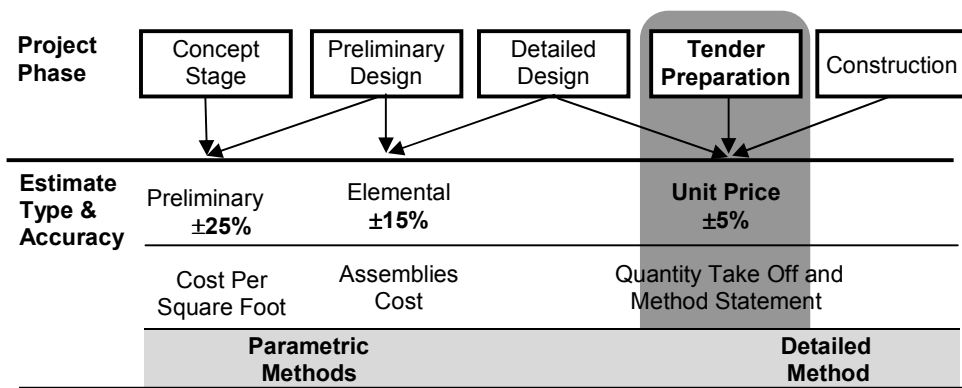 Project
Phase
Concept
Stage
Preliminary
Design
Detailed
Design
Tender
Preparation
Construction
Estimate
Type &
Accuracy
Preliminary
±25%
Elemental
±15%
Unit Price
±5%
Cost Per
Square Foot
Assemblies
Cost
Quantity Take Off and
Method Statement
Parametric
Methods
Detailed
Method